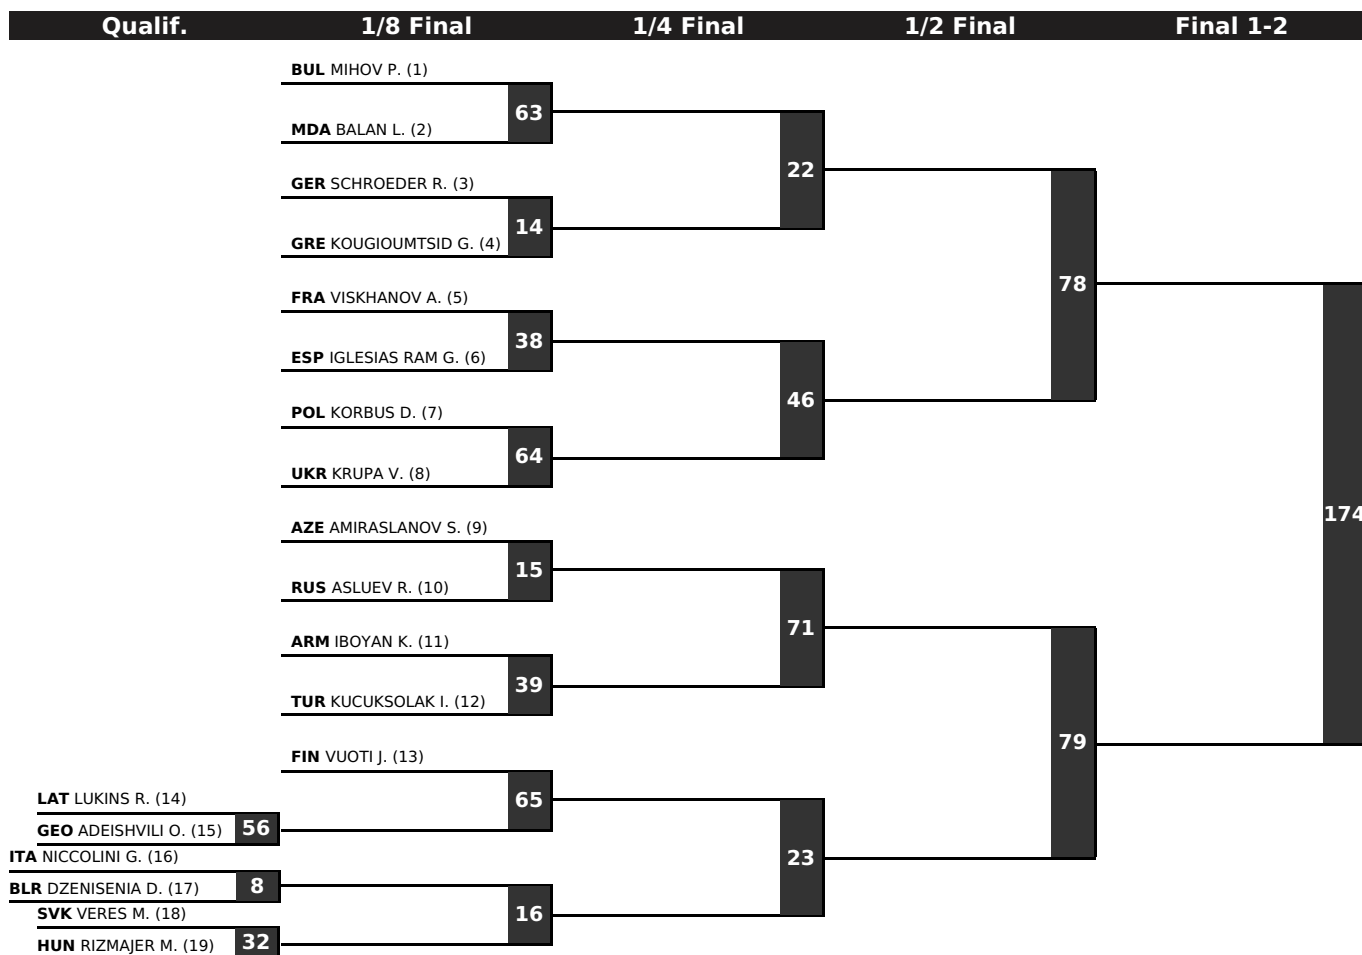 Qualif. 1/8 Final 1/4 Final 1/2 Final Final 1-2
BUL MIHOV P. (1)
63
MDA BALAN L. (2)
22
GER SCHROEDER R. (3)
14
GRE KOUGIOUMTSID G. (4)
78
FRA VISKHANOV A. (5)
38
ESP IGLESIAS RAM G. (6)
46
POL KORBUS D. (7)
64
UKR KRUPA V. (8)
174
AZE AMIRASLANOV S. (9)
15
RUS ASLUEV R. (10)
71
ARM IBOYAN K. (11)
39
TUR KUCUKSOLAK I. (12)
79
FIN VUOTI J. (13)
65
LAT LUKINS R. (14)
GEO ADEISHVILI O. (15) 56
ITA NICCOLINI G. (16)
23
BLR DZENISENIA D. (17) 8
SVK VERES M. (18)
16
HUN RIZMAJER M. (19) 32